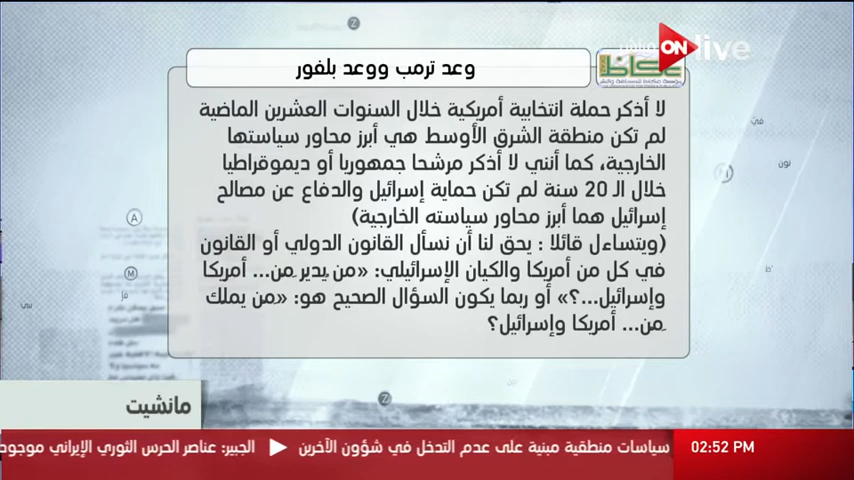 مباشر ON live
عكاظ
وعد ترمب ووعد بلفور
لا أذكر حملة انتخابية أمريكية خلال السنوات العشرين الماضية
لم تكن منطقة الشرق الأوسط هي أبرز محاور سياستها
الخارجية، كما أنني لا أذكر مرشحا جمهوريا أو ديموقراطيا
خلال الـ 20 سنة لم تكن حماية إسرائيل والدفاع عن مصالح
إسرائيل هما أبرز محاور سياسته الخارجية)
(ويتساءل قائلا : يحق لنا أن نسأل القانون الدولي أو القانون
في كل من أمريكا والكيان الإسرائيلي: «من يدير من... أمريكا
وإسرائيل...؟» أو ربما يكون السؤال الصحيح هو: «من يملك
من... أمريكا وإسرائيل؟
Z
A
M
Z
في
نون
مانشيت
سياسات منطقية مبنية على عدم التدخل في شؤون الآخرين
الجبير: عناصر الحرس الثوري الإيراني موجود
02:52 PM